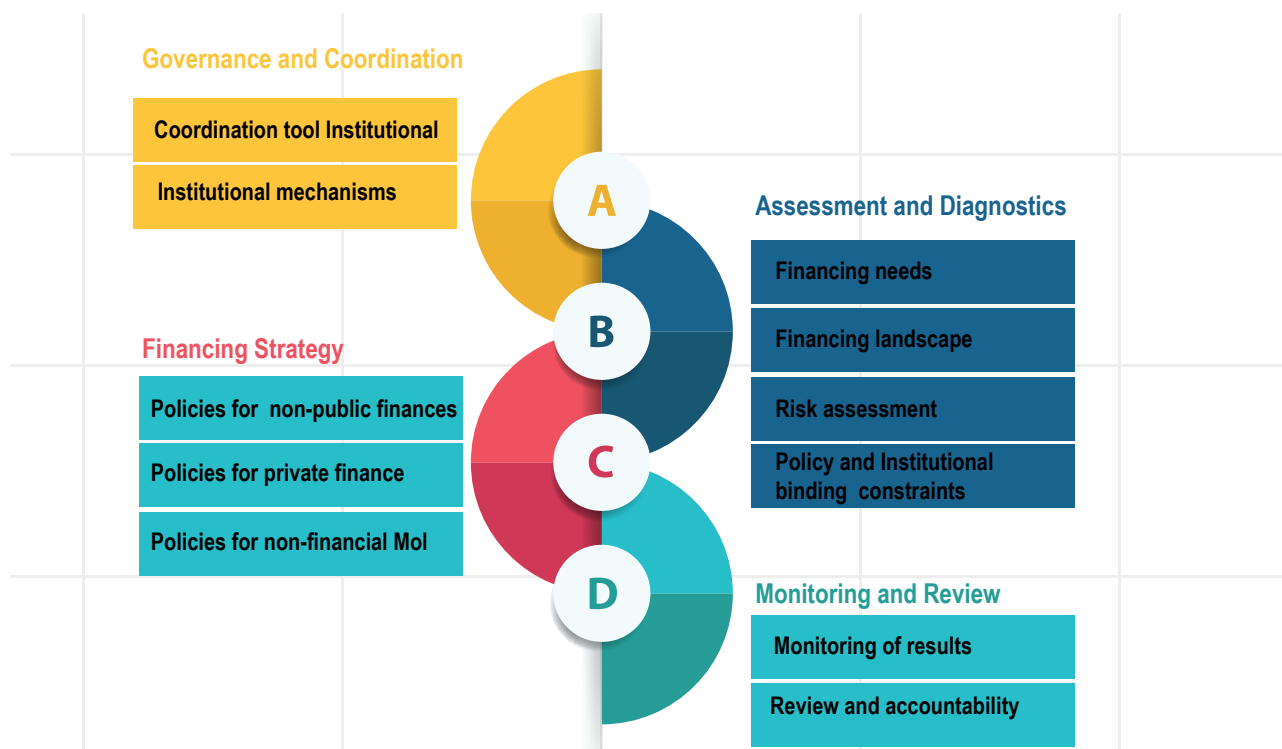 Governance and Coordination
Coordination tool Institutional
Institutional mechanisms
A
Assessment and Diagnostics
Financing needs
Financing landscape
Risk assessment
Policy and Institutional
binding constraints
B
Financing Strategy
Policies for non-public finances
Policies for private finance
Policies for non-financial MoI
C
D
Monitoring and Review
Monitoring of results
Review and accountability